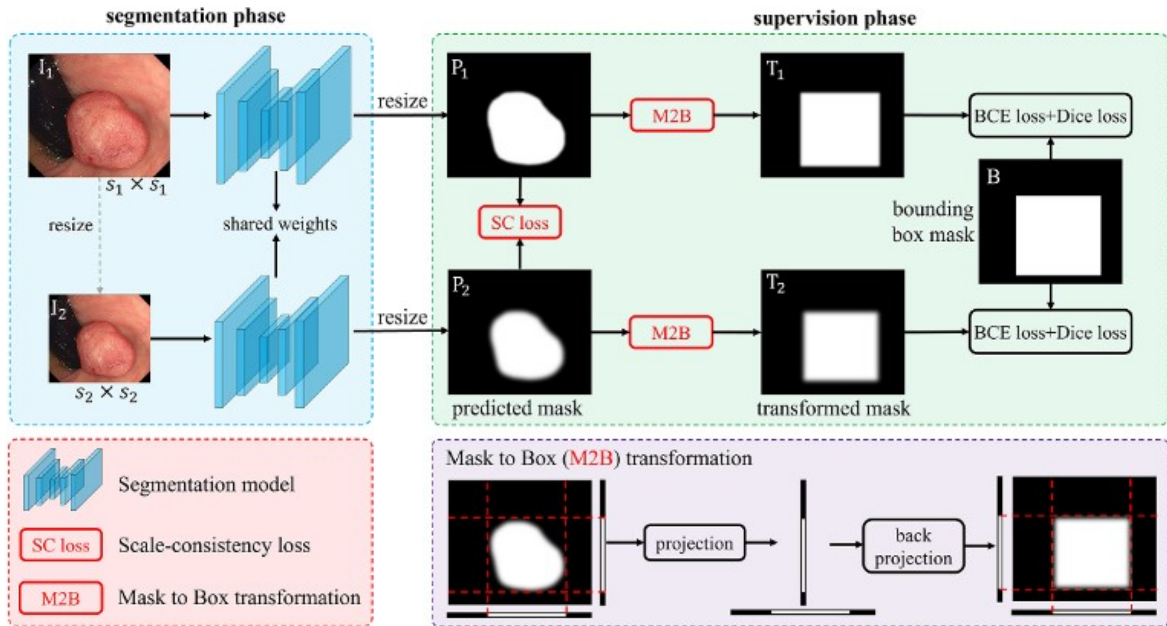 segmentation phase
supervision phase
I₁
s₁ × s₁
resize
shared weights
I₂
s₂ × s₂
resize
resize
P₁
M2B
T₁
BCE loss+Dice loss
SC loss
bounding
box mask
B
P₂
M2B
T₂
BCE loss+Dice loss
predicted mask
transformed mask
Segmentation model
SC loss
Scale-consistency loss
M2B
Mask to Box transformation
Mask to Box (M2B) transformation
projection
back
projection